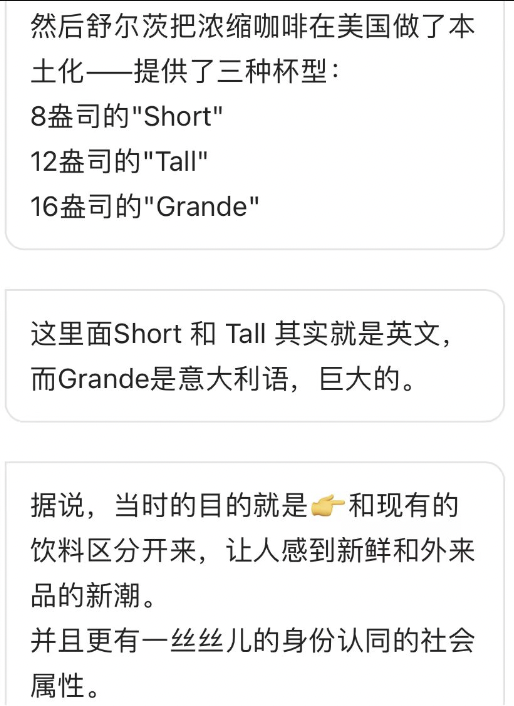 然后舒尔茨把浓缩咖啡在美国做了本
土化——提供了三种杯型：
8盎司的"Short"
12盎司的"Tall"
16盎司的"Grande"
这里面Short 和 Tall 其实就是英文，
而Grande是意大利语，巨大的。
据说，当时的目的就是👉和现有的
饮料区分开来，让人感到新鲜和外来
品的新潮。
并且更有一丝丝儿的身份认同的社会
属性。